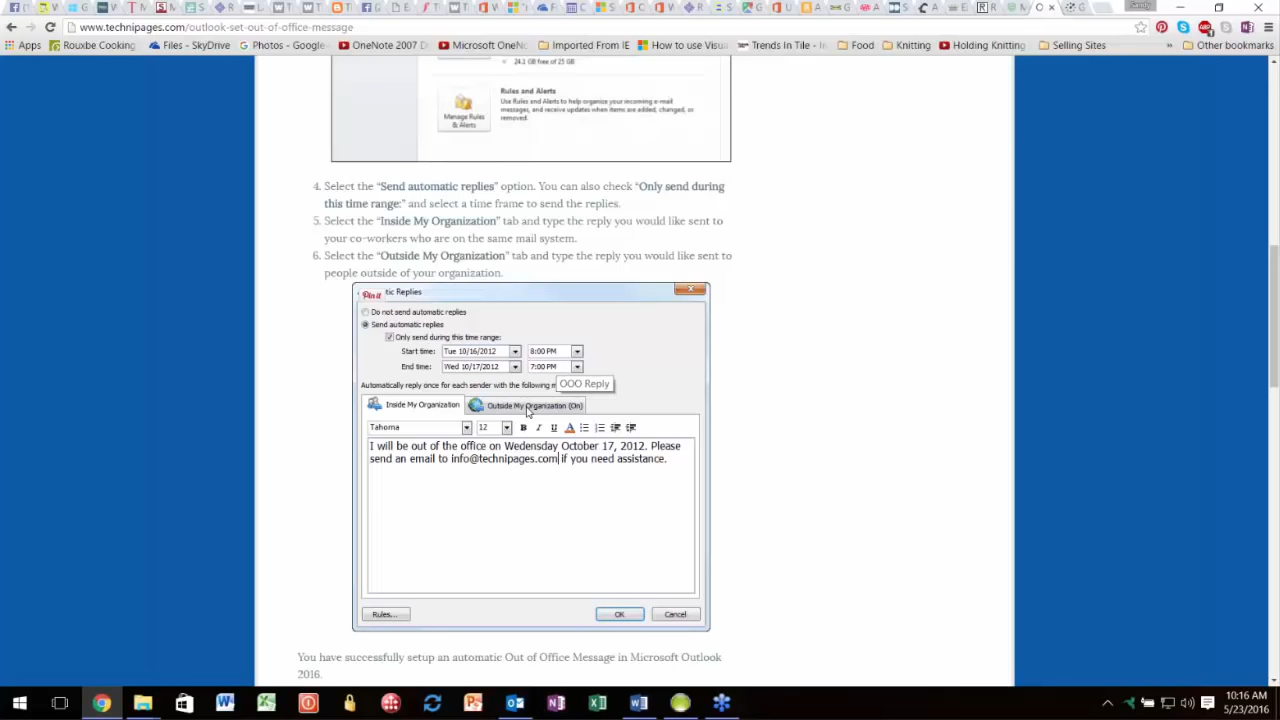 Sandy
www.technipages.com/outlook-set-out-of-office-message
Apps Rouxbe Cooking Files - SkyDrive Photos - Google OneNote 2007 D Microsoft OneNo Imported From IE How to use Visua Trends In Tile - In Food Knitting Holding Knitting Selling Sites » Other bookmarks
24.1 GB free of 25 GB
Rules and Alerts
Use Rules and Alerts to help organize your incoming e-mail
messages, and receive updates when items are added, changed, or
removed.
Manage Rules
& Alerts
4. Select the “Send automatic replies” option. You can also check “Only send during
this time range:” and select a time frame to send the replies.
5. Select the “Inside My Organization” tab and type the reply you would like sent to
your co-workers who are on the same mail system.
6. Select the “Outside My Organization” tab and type the reply you would like sent to
people outside of your organization.
Pin it tic Replies
Do not send automatic replies
Send automatic replies
Only send during this time range:
Start time: Tue 10/16/2012 8:00 PM
End time: Wed 10/17/2012 7:00 PM
OOO Reply
Automatically reply once for each sender with the following m
Inside My Organization Outside My Organization (On)
Tahoma 12 B I U A
I will be out of the office on Wedensday October 17, 2012. Please
send an email to info@technipages.com if you need assistance.
Rules... OK Cancel
You have successfully setup an automatic Out of Office Message in Microsoft Outlook
2016.
10:16 AM
5/23/2016